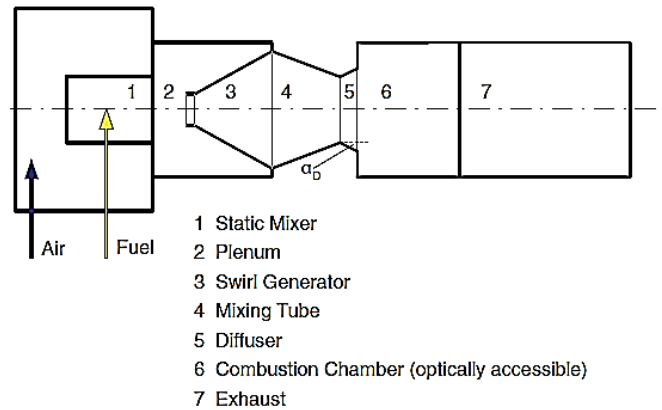 1 2 3 4 5 6 7
α_D
Air Fuel
1 Static Mixer
2 Plenum
3 Swirl Generator
4 Mixing Tube
5 Diffuser
6 Combustion Chamber (optically accessible)
7 Exhaust